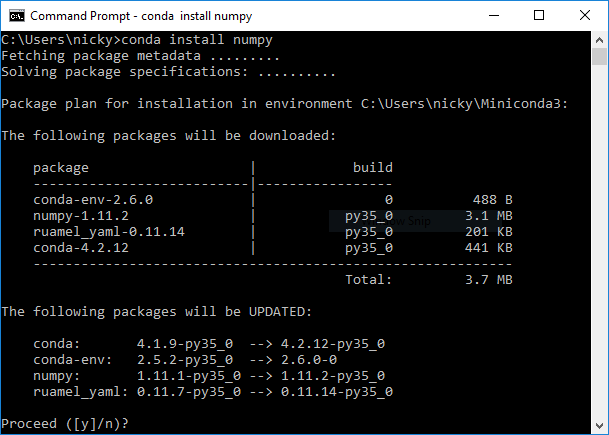 Command Prompt - conda  install numpy
C:\Users\nicky>conda install numpy
Fetching package metadata .........
Solving package specifications: ..........
Package plan for installation in environment C:\Users\nicky\Miniconda3:
The following packages will be downloaded:
    package                    |            build
    ---------------------------|-----------------
    conda-env-2.6.0            |                0         488 B
    numpy-1.11.2               |           py35_0        3.1 MB
    ruamel_yaml-0.11.14        |           py35_0        201 KB
    conda-4.2.12               |           py35_0        441 KB
    ------------------------------------------------------------
                                           Total:        3.7 MB
The following packages will be UPDATED:
    conda:       4.1.9-py35_0  --> 4.2.12-py35_0
    conda-env:   2.5.2-py35_0  --> 2.6.0-0
    numpy:       1.11.1-py35_0 --> 1.11.2-py35_0
    ruamel_yaml: 0.11.7-py35_0 --> 0.11.14-py35_0
Proceed ([y]/n)?